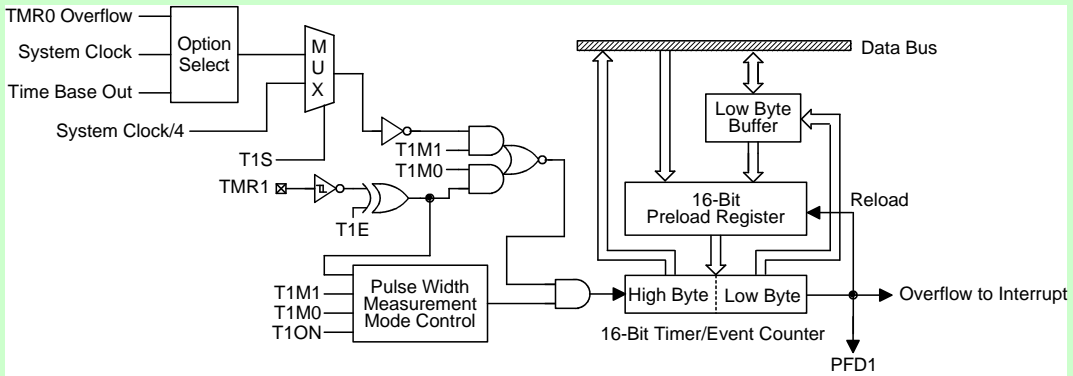 TMR0 Overflow
System Clock
Time Base Out
Option
Select
M
U
X
System Clock/4
T1S
TMR1
T1E
T1M1
T1M0
T1M1
T1M0
T1ON
Pulse Width
Measurement
Mode Control
Data Bus
Low Byte
Buffer
16-Bit
Preload Register
Reload
High Byte
Low Byte
16-Bit Timer/Event Counter
Overflow to Interrupt
PFD1